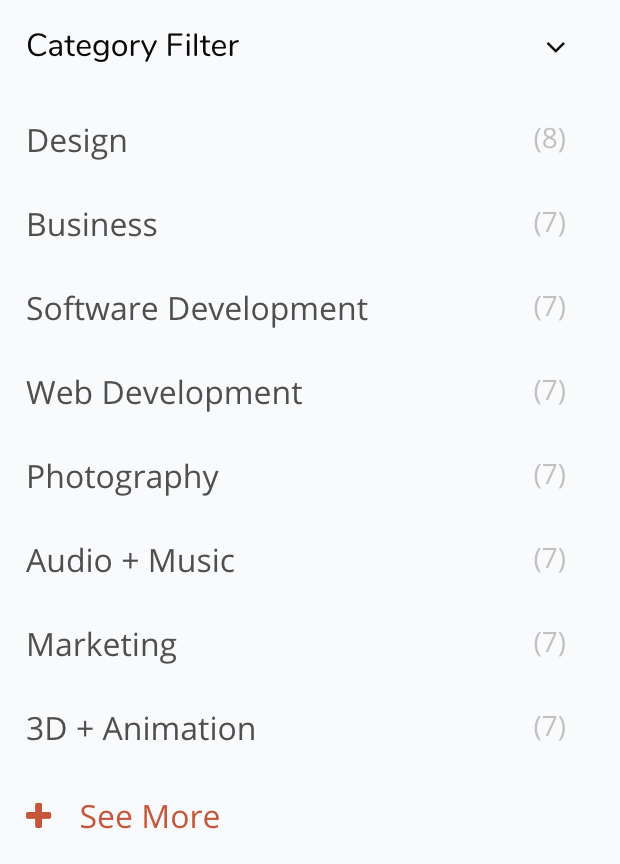 Category Filter
Design (8)
Business (7)
Software Development (7)
Web Development (7)
Photography (7)
Audio + Music (7)
Marketing (7)
3D + Animation (7)
See More